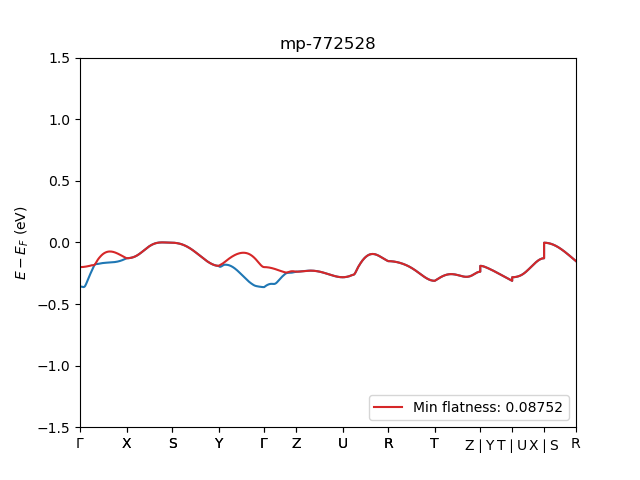 mp-772528
E − E_F (eV)
1.5
1.0
0.5
0.0
−0.5
−1.0
−1.5
Min flatness: 0.08752
Γ X S Y Γ Z U R T Z | Y T | U X | S R